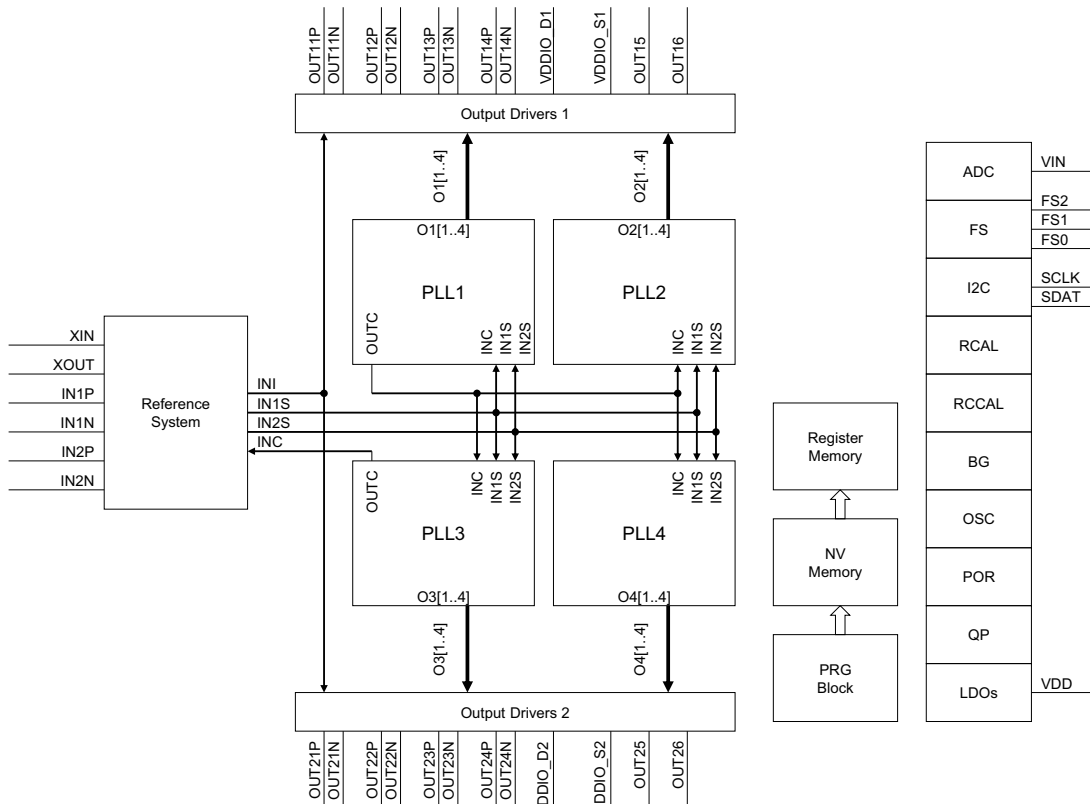 OUT11P
OUT11N
OUT12P
OUT12N
OUT13P
OUT13N
OUT14P
OUT14N
VDDIO_D1
VDDIO_S1
OUT15
OUT16
Output Drivers 1
O1[1..4]
O2[1..4]
O1[1..4]
PLL1
OUTC
INC
IN1S
IN2S
O2[1..4]
PLL2
INC
IN1S
IN2S
XIN
XOUT
IN1P
IN1N
IN2P
IN2N
Reference
System
INI
IN1S
IN2S
INC
OUTC
INC
IN1S
IN2S
PLL3
O3[1..4]
INC
IN1S
IN2S
PLL4
O4[1..4]
O3[1..4]
O4[1..4]
Output Drivers 2
OUT21P
OUT21N
OUT22P
OUT22N
OUT23P
OUT23N
OUT24P
OUT24N
DDIO_D2
DDIO_S2
OUT25
OUT26
Register
Memory
NV
Memory
PRG
Block
ADC
VIN
FS
FS2
FS1
FS0
I2C
SCLK
SDAT
RCAL
RCCAL
BG
OSC
POR
QP
LDOs
VDD